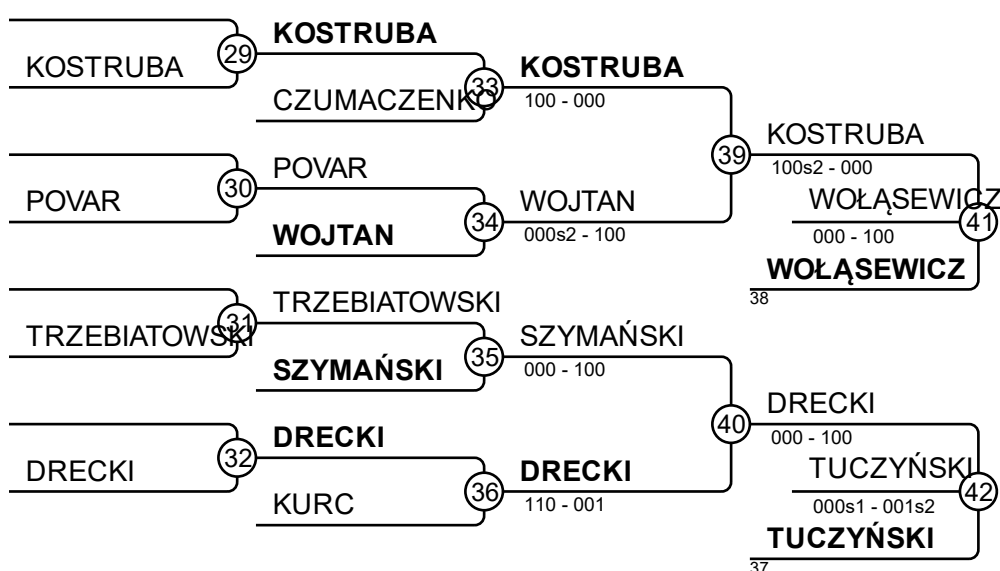 KOSTRUBA
29
KOSTRUBA
CZUMACZENKO
33
KOSTRUBA
100 - 000
POVAR
30
POVAR
WOJTAN
34
WOJTAN
000s2 - 100
39
KOSTRUBA
100s2 - 000
WOŁĄSEWICZ
000 - 100
41
WOŁĄSEWICZ
38
TRZEBIATOWSKI
31
TRZEBIATOWSKI
SZYMAŃSKI
35
SZYMAŃSKI
000 - 100
DRECKI
32
DRECKI
KURC
36
DRECKI
110 - 001
40
DRECKI
000 - 100
TUCZYŃSKI
000s1 - 001s2
42
TUCZYŃSKI
37